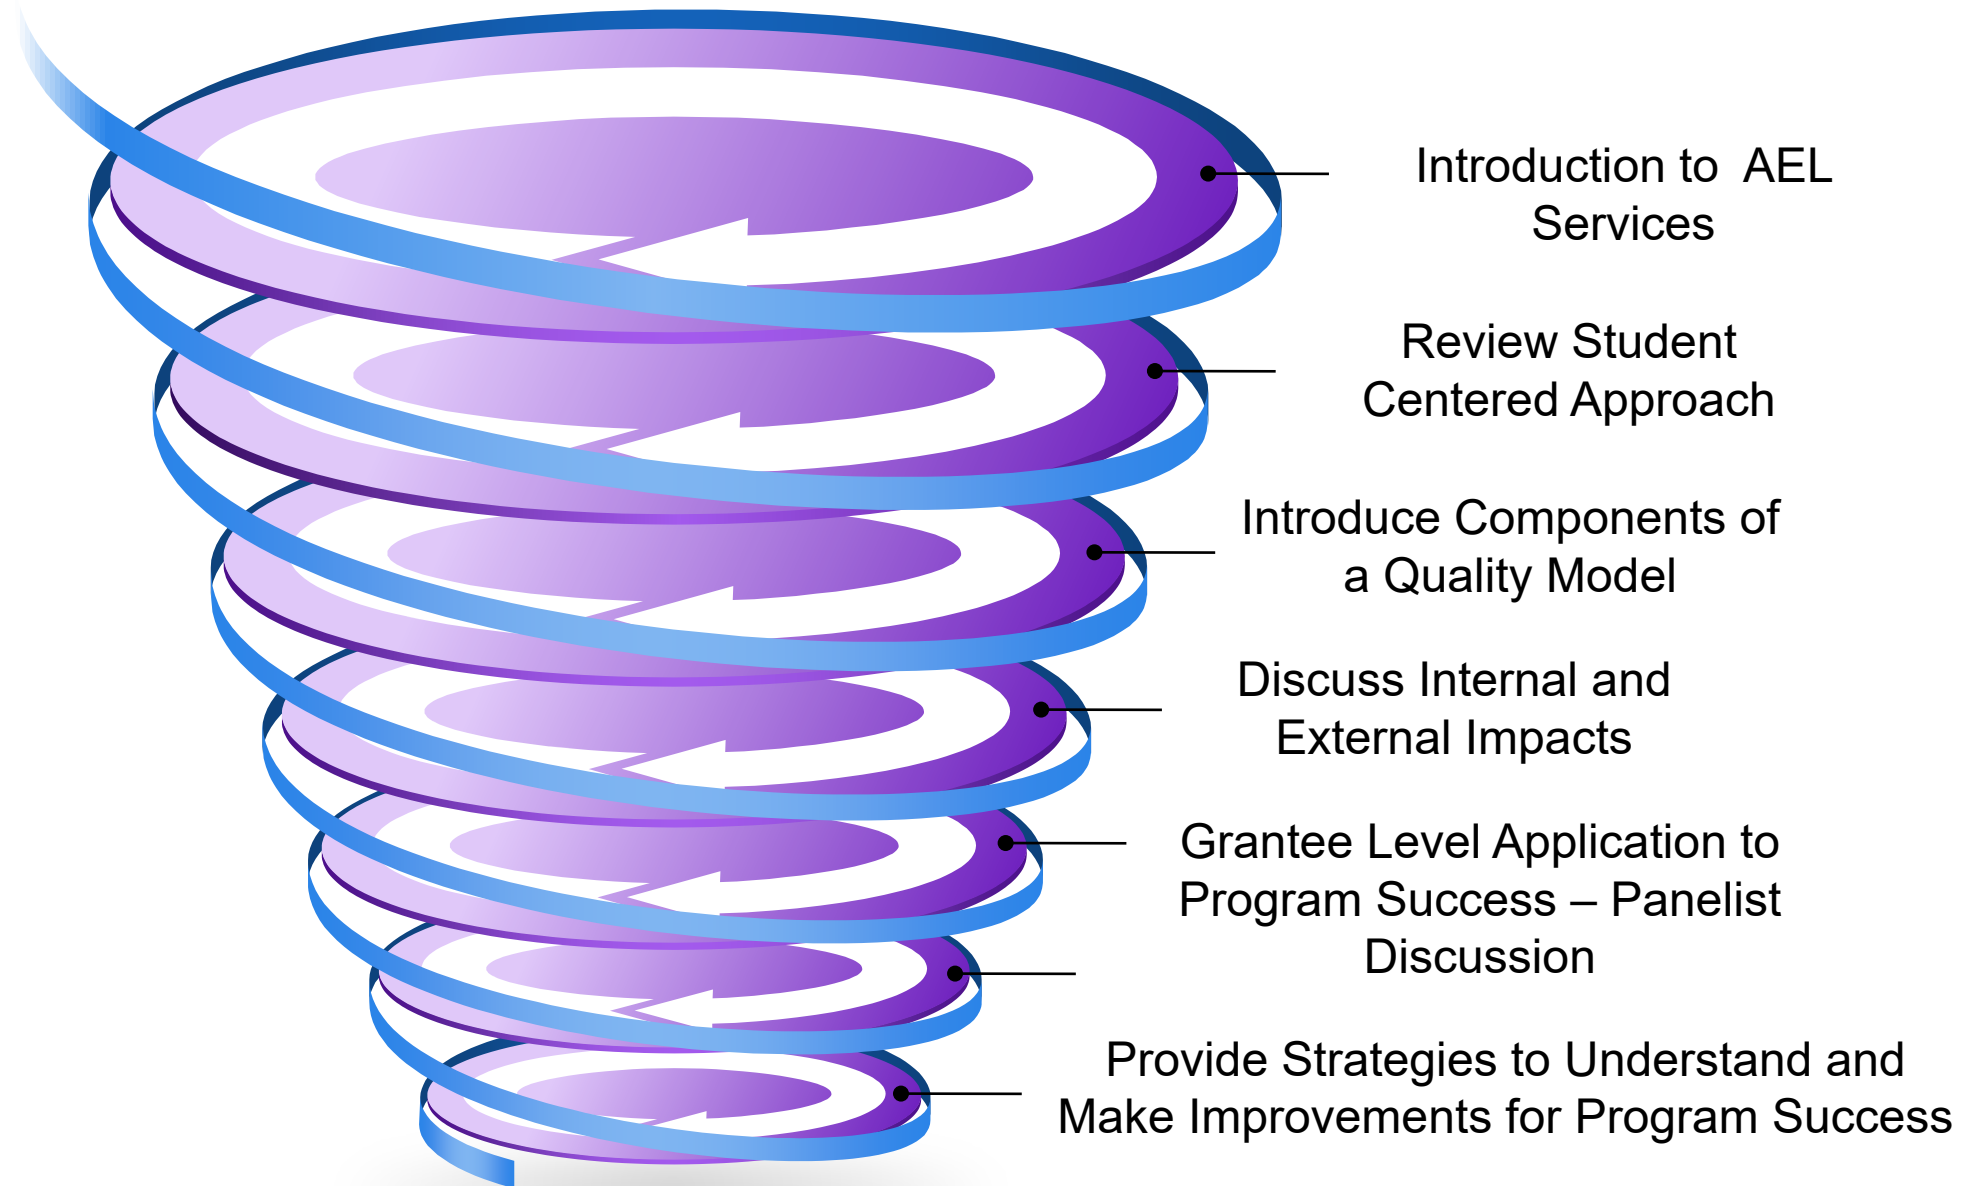 Introduction to  AEL
Services
Review Student
Centered Approach
Introduce Components of
a Quality Model
Discuss Internal and
External Impacts
Grantee Level Application to
Program Success – Panelist
Discussion
Provide Strategies to Understand and
Make Improvements for Program Success